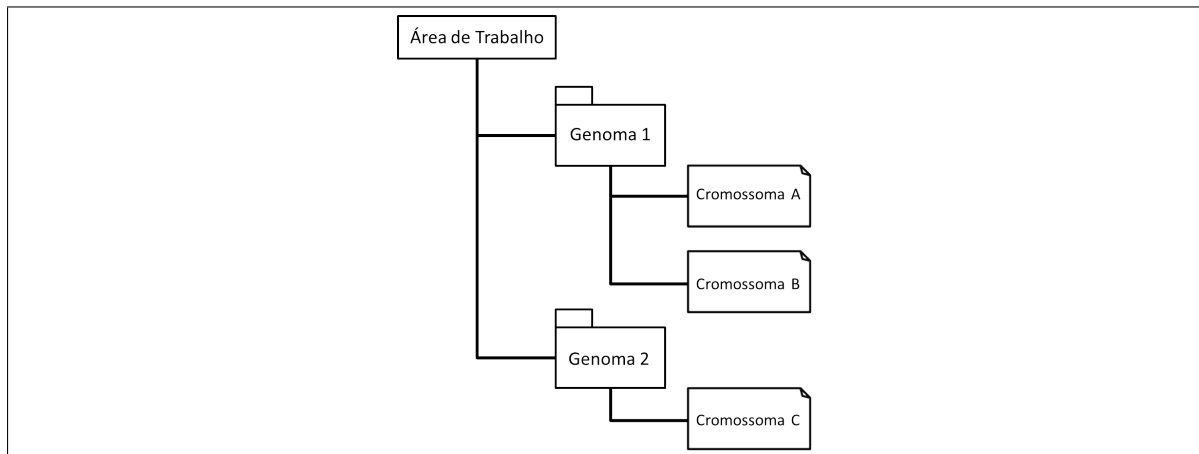 Área de Trabalho
Genoma 1
Cromossoma A
Cromossoma B
Genoma 2
Cromossoma C